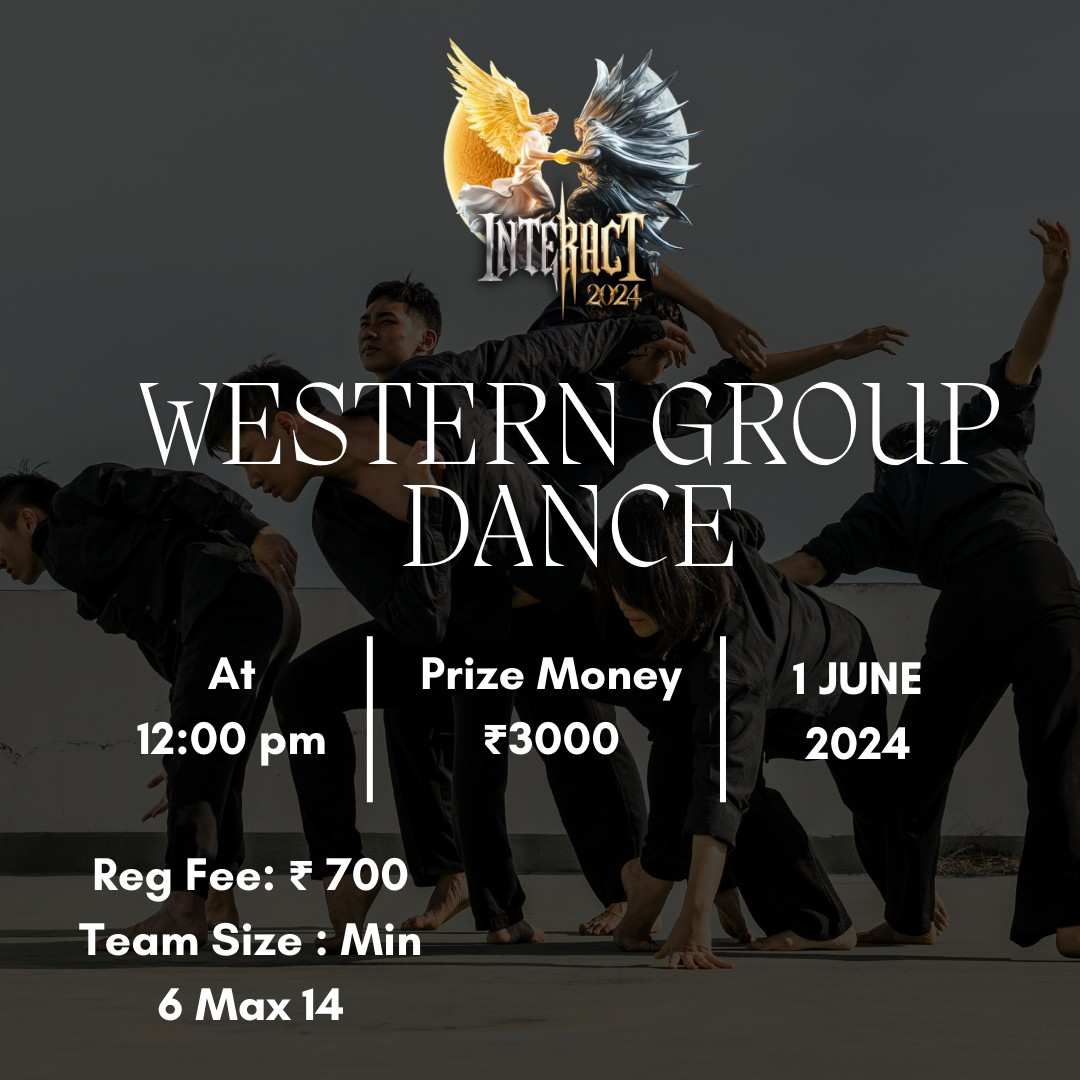 INTERACT
2024
WESTERN GROUP
DANCE
At
12:00 pm
Prize Money
₹3000
1 JUNE
2024
Reg Fee: ₹ 700
Team Size : Min
6 Max 14